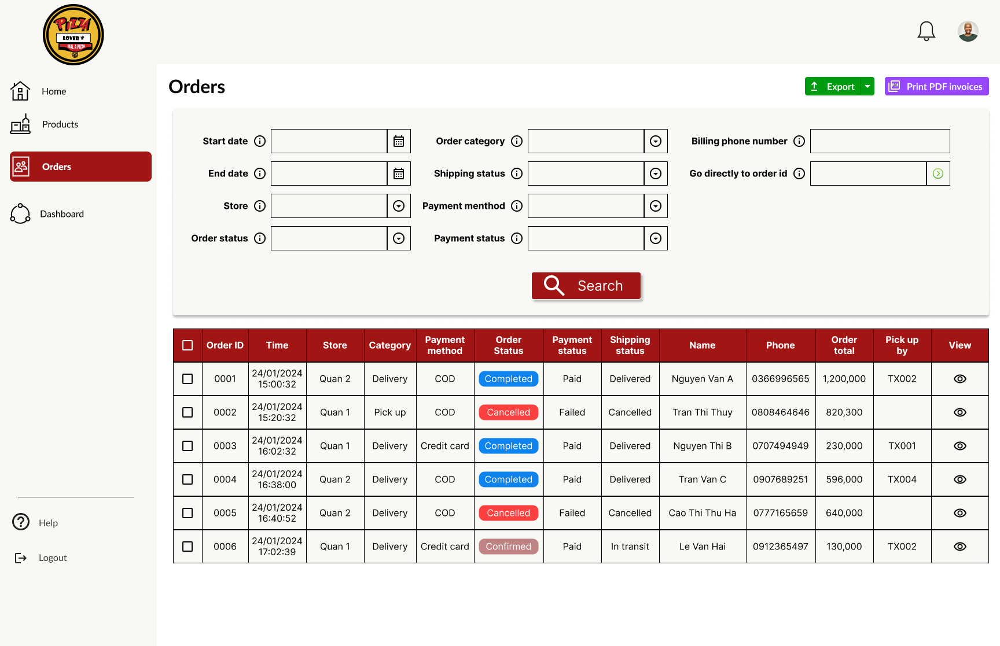 PIZZA
LOVER
DIAL A PIZZA
Home
Products
Orders
Dashboard
Help
Logout
Orders
Export
PDF
Print PDF invoices
Start date
Order category
Billing phone number
End date
Shipping status
Go directly to order id
Store
Payment menthod
Order status
Payment status
Search
Order ID Time Store Category Payment method Order Status Payment status Shipping status Name Phone Order total Pick up by View
0001 24/01/2024 15:00:32 Quan 2 Delivery COD Completed Paid Delivered Nguyen Van A 0366996565 1,200,000 TX002
0002 24/01/2024 15:20:32 Quan 1 Pick up COD Cancelled Failed Cancelled Tran Thi Thuy 0808464646 820,300
0003 24/01/2024 16:02:32 Quan 1 Delivery Credit card Completed Paid Delivered Nguyen Thi B 0707494949 230,000 TX001
0004 24/01/2024 16:38:00 Quan 2 Delivery COD Completed Paid Delivered Tran Van C 0907689251 596,000 TX004
0005 24/01/2024 16:40:52 Quan 2 Delivery COD Cancelled Failed Cancelled Cao Thi Thu Ha 0777165659 640,000
0006 24/01/2024 17:02:39 Quan 1 Delivery Credit card Confirmed Paid In transit Le Van Hai 0912365497 130,000 TX002